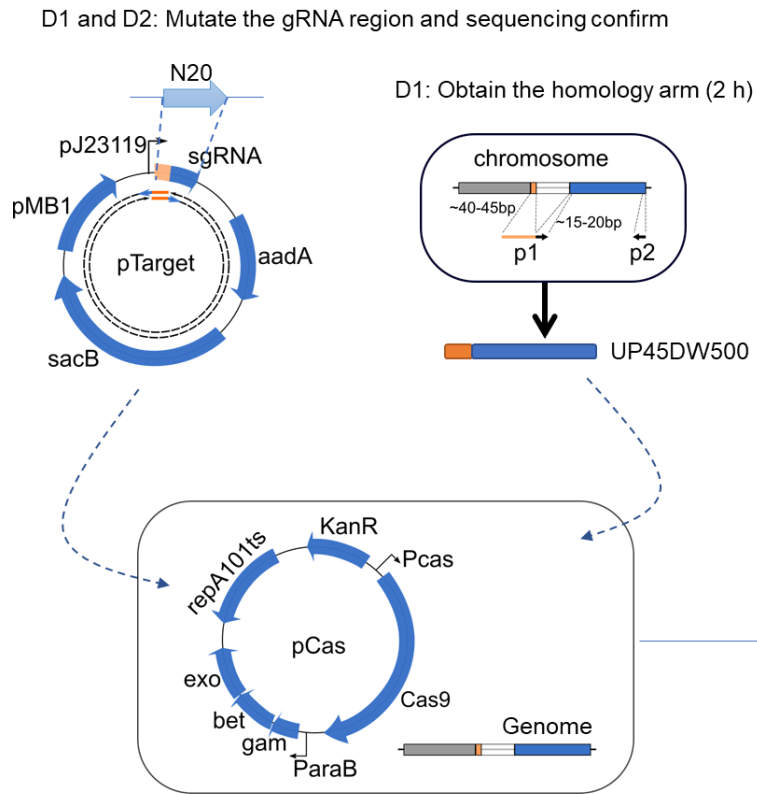 D1 and D2: Mutate the gRNA region and sequencing confirm
N20
D1: Obtain the homology arm (2 h)
pJ23119
sgRNA
pMB1
pTarget
aadA
sacB
chromosome
~40-45bp
~15-20bp
p1
p2
UP45DW500
KanR
Pcas
repA101ts
pCas
exo
bet
gam
Cas9
ParaB
Genome